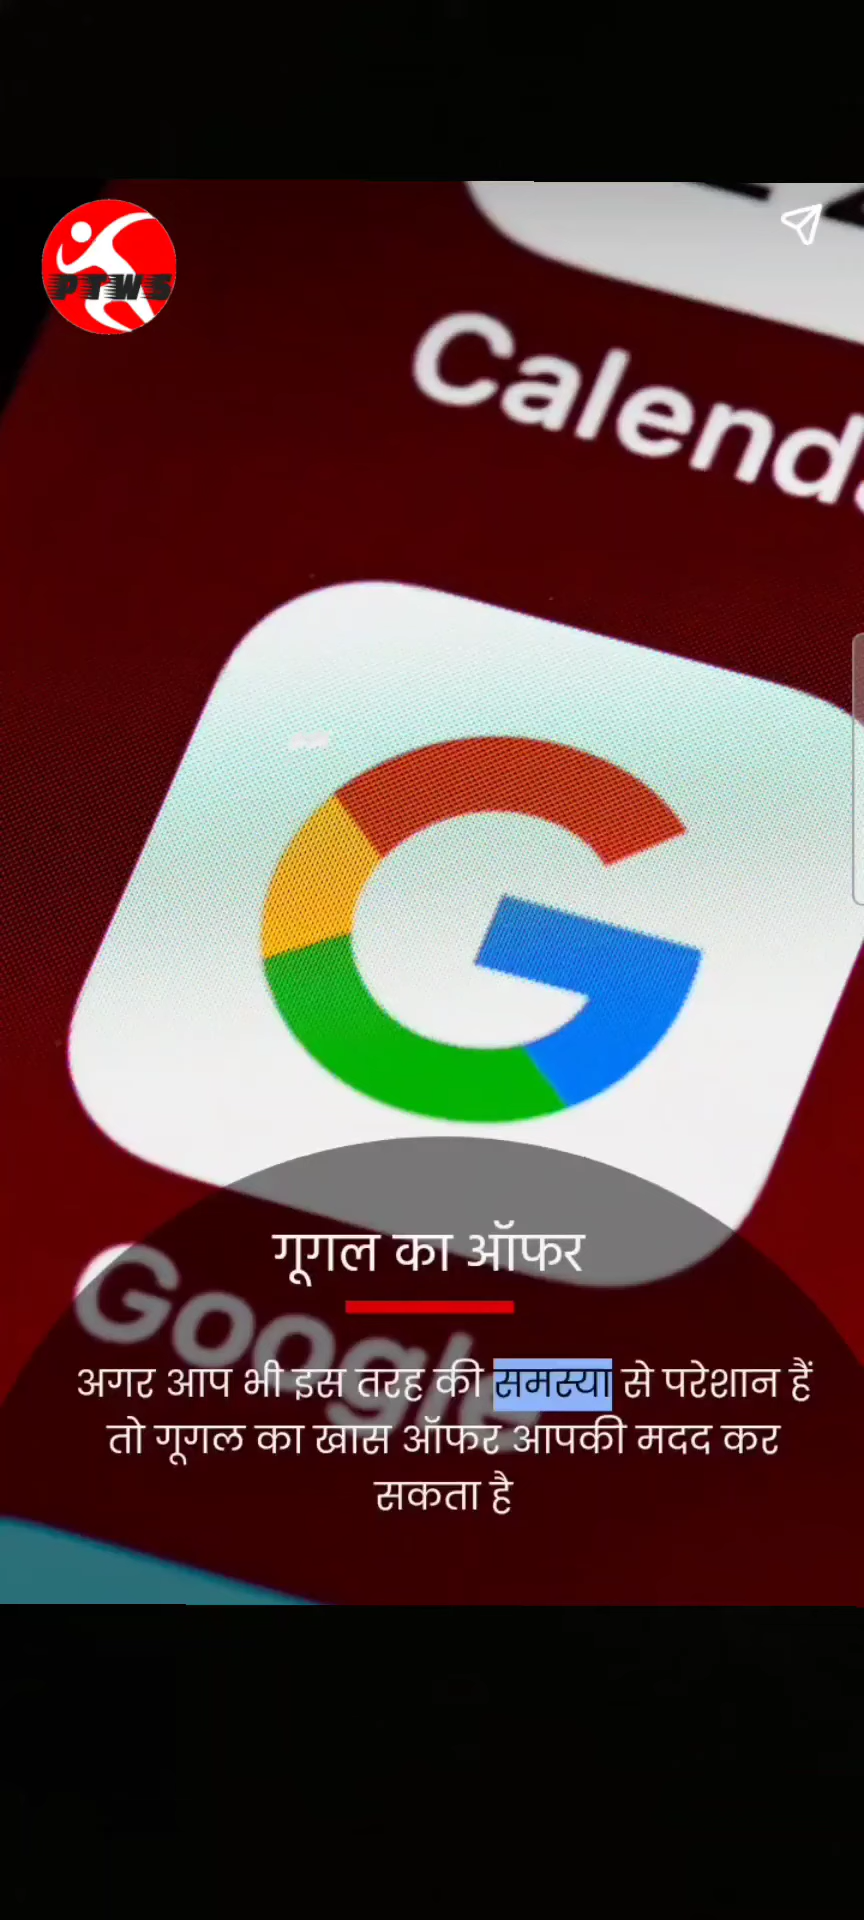 PTWS
Calend
गूगल का ऑफर
Google
अगर आप भी इस तरह की समस्या से परेशान हैं
तो गूगल का खास ऑफर आपकी मदद कर
सकता है